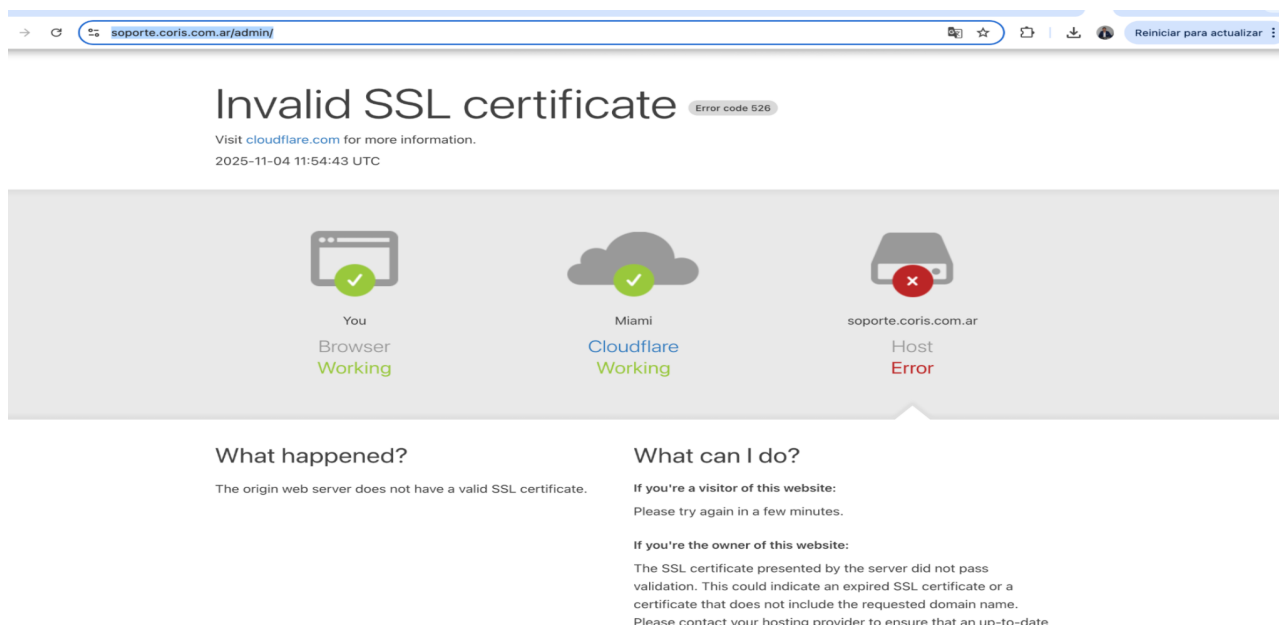 soporte.coris.com.ar/admin/
Reiniciar para actualizar
Invalid SSL certificate Error code 526
Visit cloudflare.com for more information.
2025-11-04 11:54:43 UTC
You
Browser
Working
Miami
Cloudflare
Working
soporte.coris.com.ar
Host
Error
What happened?
The origin web server does not have a valid SSL certificate.
What can I do?
If you're a visitor of this website:
Please try again in a few minutes.
If you're the owner of this website:
The SSL certificate presented by the server did not pass
validation. This could indicate an expired SSL certificate or a
certificate that does not include the requested domain name.
Please contact your hosting provider to ensure that an up-to-date